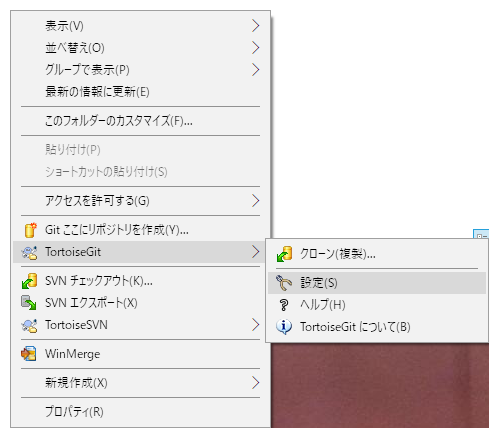 表示(V)
並べ替え(O)
グループで表示(P)
最新の情報に更新(E)
このフォルダーのカスタマイズ(F)...
貼り付け(P)
ショートカットの貼り付け(S)
アクセスを許可する(G)
Git ここにリポジトリを作成(Y)...
TortoiseGit
SVN チェックアウト(K)...
SVN エクスポート(X)
TortoiseSVN
WinMerge
新規作成(X)
プロパティ(R)
クローン(複製)...
設定(S)
ヘルプ(H)
TortoiseGit について(B)